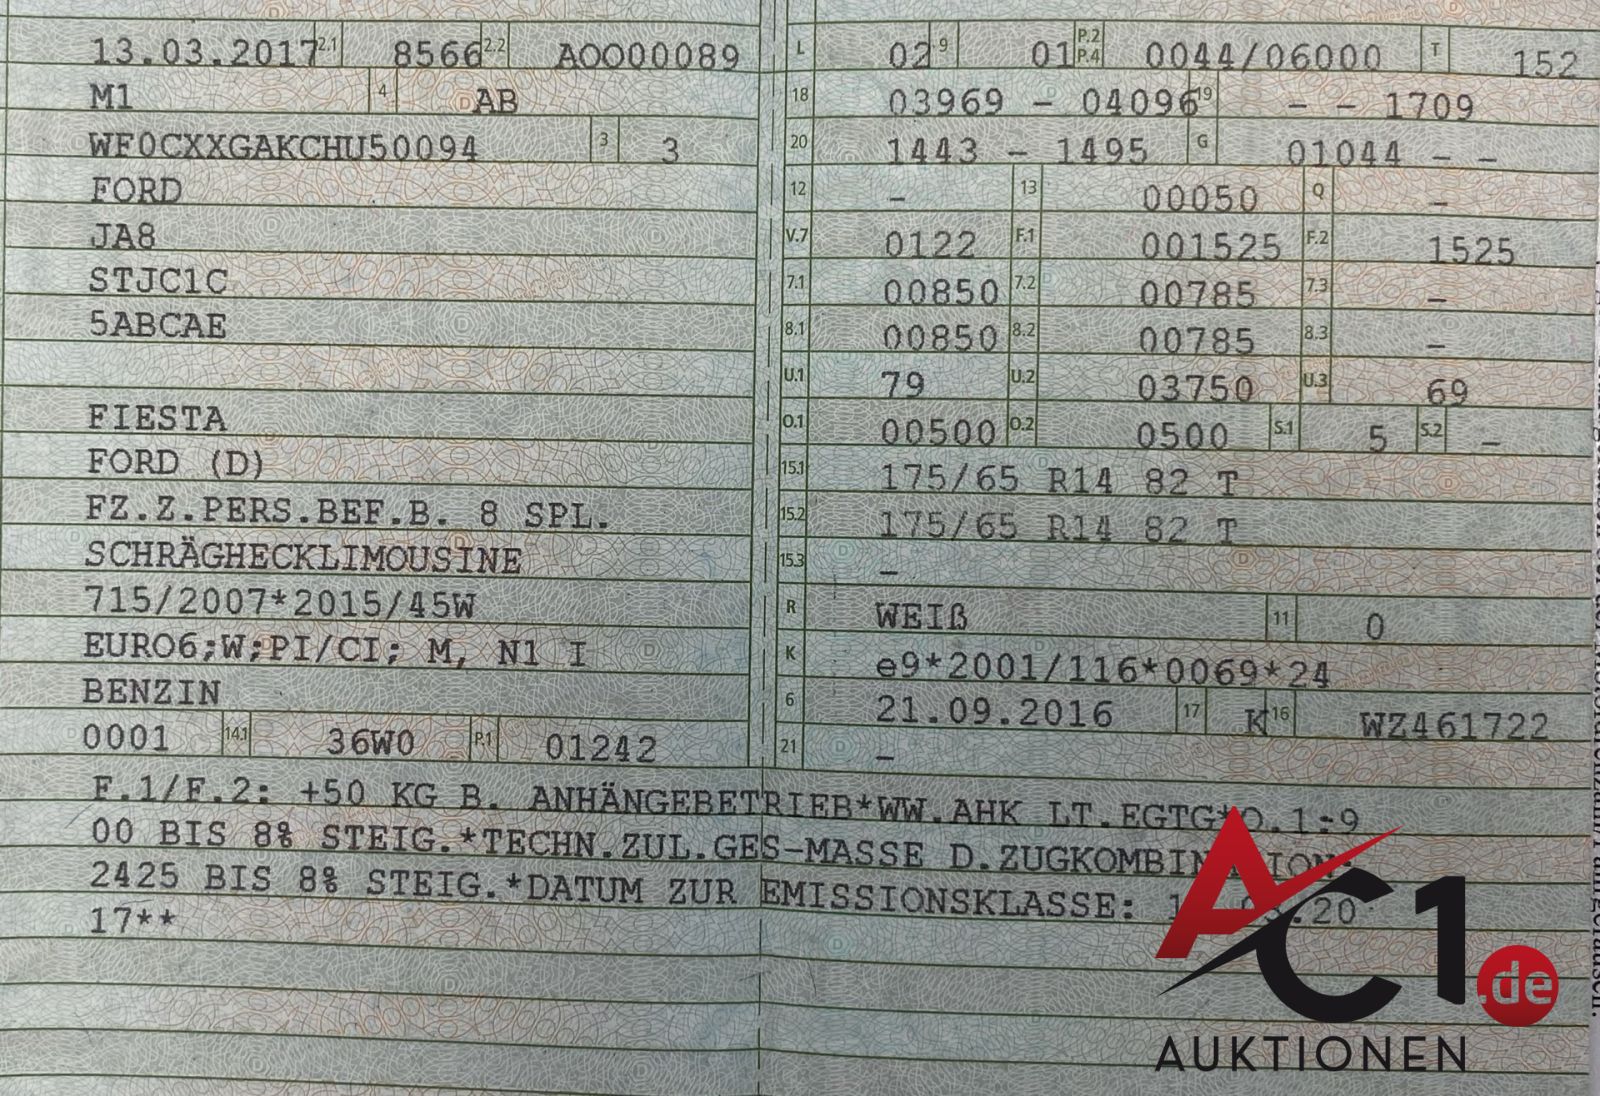 13.03.2017 2.1 8566 2.2 AOO00089
M1 4 AB
WF0CXXGAKCHU50094 3 3
FORD
JA8
STJC1C
5ABCAE
FIESTA
FORD (D)
FZ.Z.PERS.BEF.B. 8 SPL.
SCHRÄGHECKLIMOUSINE
715/2007*2015/45W
EURO6;W;PI/CI; M, N1 I
BENZIN
0001 14.1 36W0 P.1 01242
L 02 9 01 P.2 P.4 0044/06000 T 152
18 03969 - 04096 19 - - 1709
20 1443 - 1495 G 01044 - -
12 - 13 00050 Q -
V.7 0122 F.1 001525 F.2 1525
7.1 00850 7.2 00785 7.3 -
8.1 00850 8.2 00785 8.3 -
U.1 79 U.2 03750 U.3 69
O.1 00500 O.2 0500 S.1 5 S.2 -
15.1 175/65 R14 82 T
15.2 175/65 R14 82 T
15.3 -
R WEIß 11 0
K e9*2001/116*0069*24
6 21.09.2016 17 K 16 WZ461722
21 -
F.1/F.2: +50 KG B. ANHÄNGEBETRIEB*WW.AHK LT.EGTG*O.1:9
00 BIS 8% STEIG.*TECHN.ZUL.GES-MASSE D.ZUGKOMBINATION:
2425 BIS 8% STEIG.*DATUM ZUR EMISSIONSKLASSE:
17**
AC1.de
AUKTIONEN